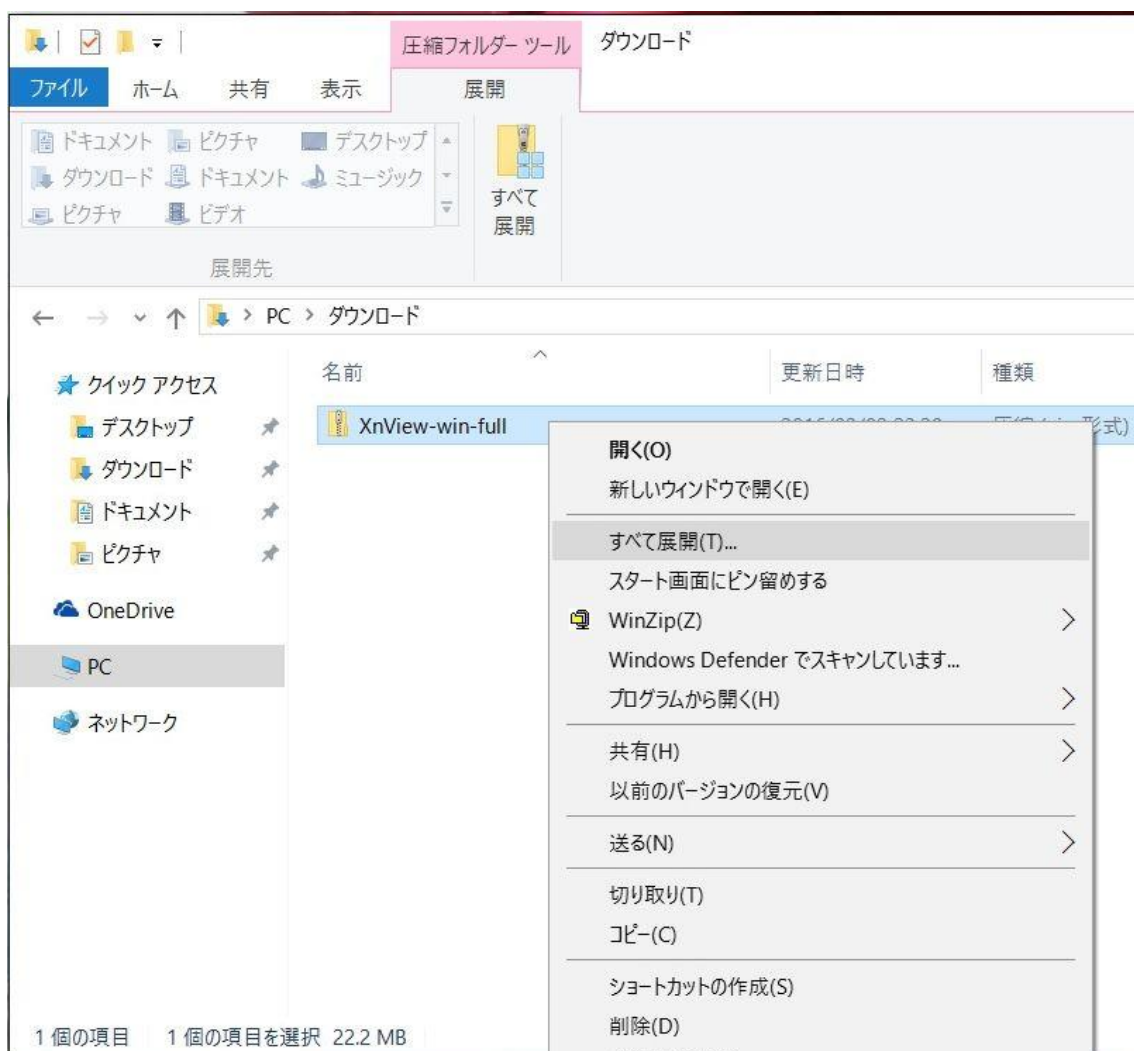 圧縮フォルダー ツール ダウンロード
ファイル ホーム 共有 表示 展開
ドキュメント ピクチャ デスクトップ
ダウンロード ドキュメント ミュージック
ピクチャ ビデオ
すべて
展開
展開先
PC ダウンロード
名前 更新日時 種類
クイック アクセス
デスクトップ
ダウンロード
ドキュメント
ピクチャ
OneDrive
PC
ネットワーク
XnView-win-full 形式)
開く(O)
新しいウィンドウで開く(E)
すべて展開(T)...
スタート画面にピン留めする
WinZip(Z)
Windows Defender でスキャンしています...
プログラムから開く(H)
共有(H)
以前のバージョンの復元(V)
送る(N)
切り取り(T)
コピー(C)
ショートカットの作成(S)
削除(D)
1 個の項目 1 個の項目を選択 22.2 MB